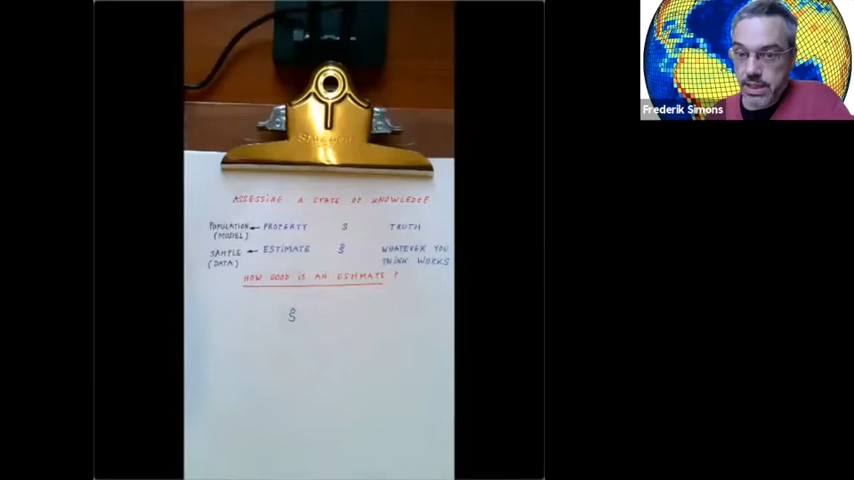 Frederik Simons
ASSESSING A STATE OF KNOWLEDGE
POPULATION ← PROPERTY S TRUTH
(MODEL)
SAMPLE ← ESTIMATE ŝ WHATEVER YOU
(DATA) THINK WORKS
HOW GOOD IS AN ESTIMATE ?
ŝ